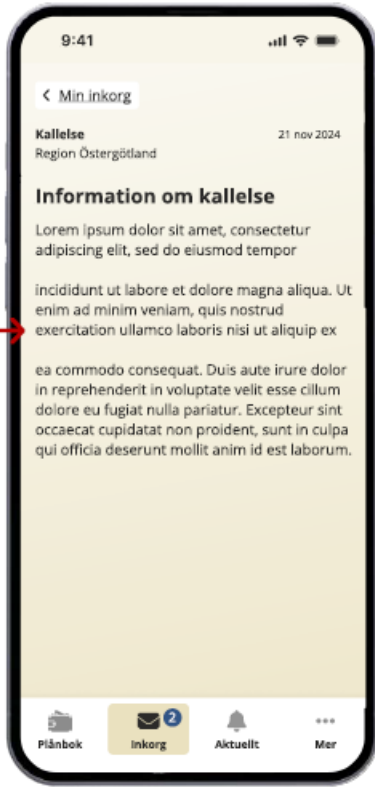 9:41
Min inkorg
Kallelse 21 nov 2024
Region Östergötland
Information om kallelse
Lorem ipsum dolor sit amet, consectetur
adipiscing elit, sed do eiusmod tempor
incididunt ut labore et dolore magna aliqua. Ut
enim ad minim veniam, quis nostrud
exercitation ullamco laboris nisi ut aliquip ex
ea commodo consequat. Duis aute irure dolor
in reprehenderit in voluptate velit esse cillum
dolore eu fugiat nulla pariatur. Excepteur sint
occaecat cupidatat non proident, sunt in culpa
qui officia deserunt mollit anim id est laborum.
2
Plånbok Inkorg Aktuellt Mer